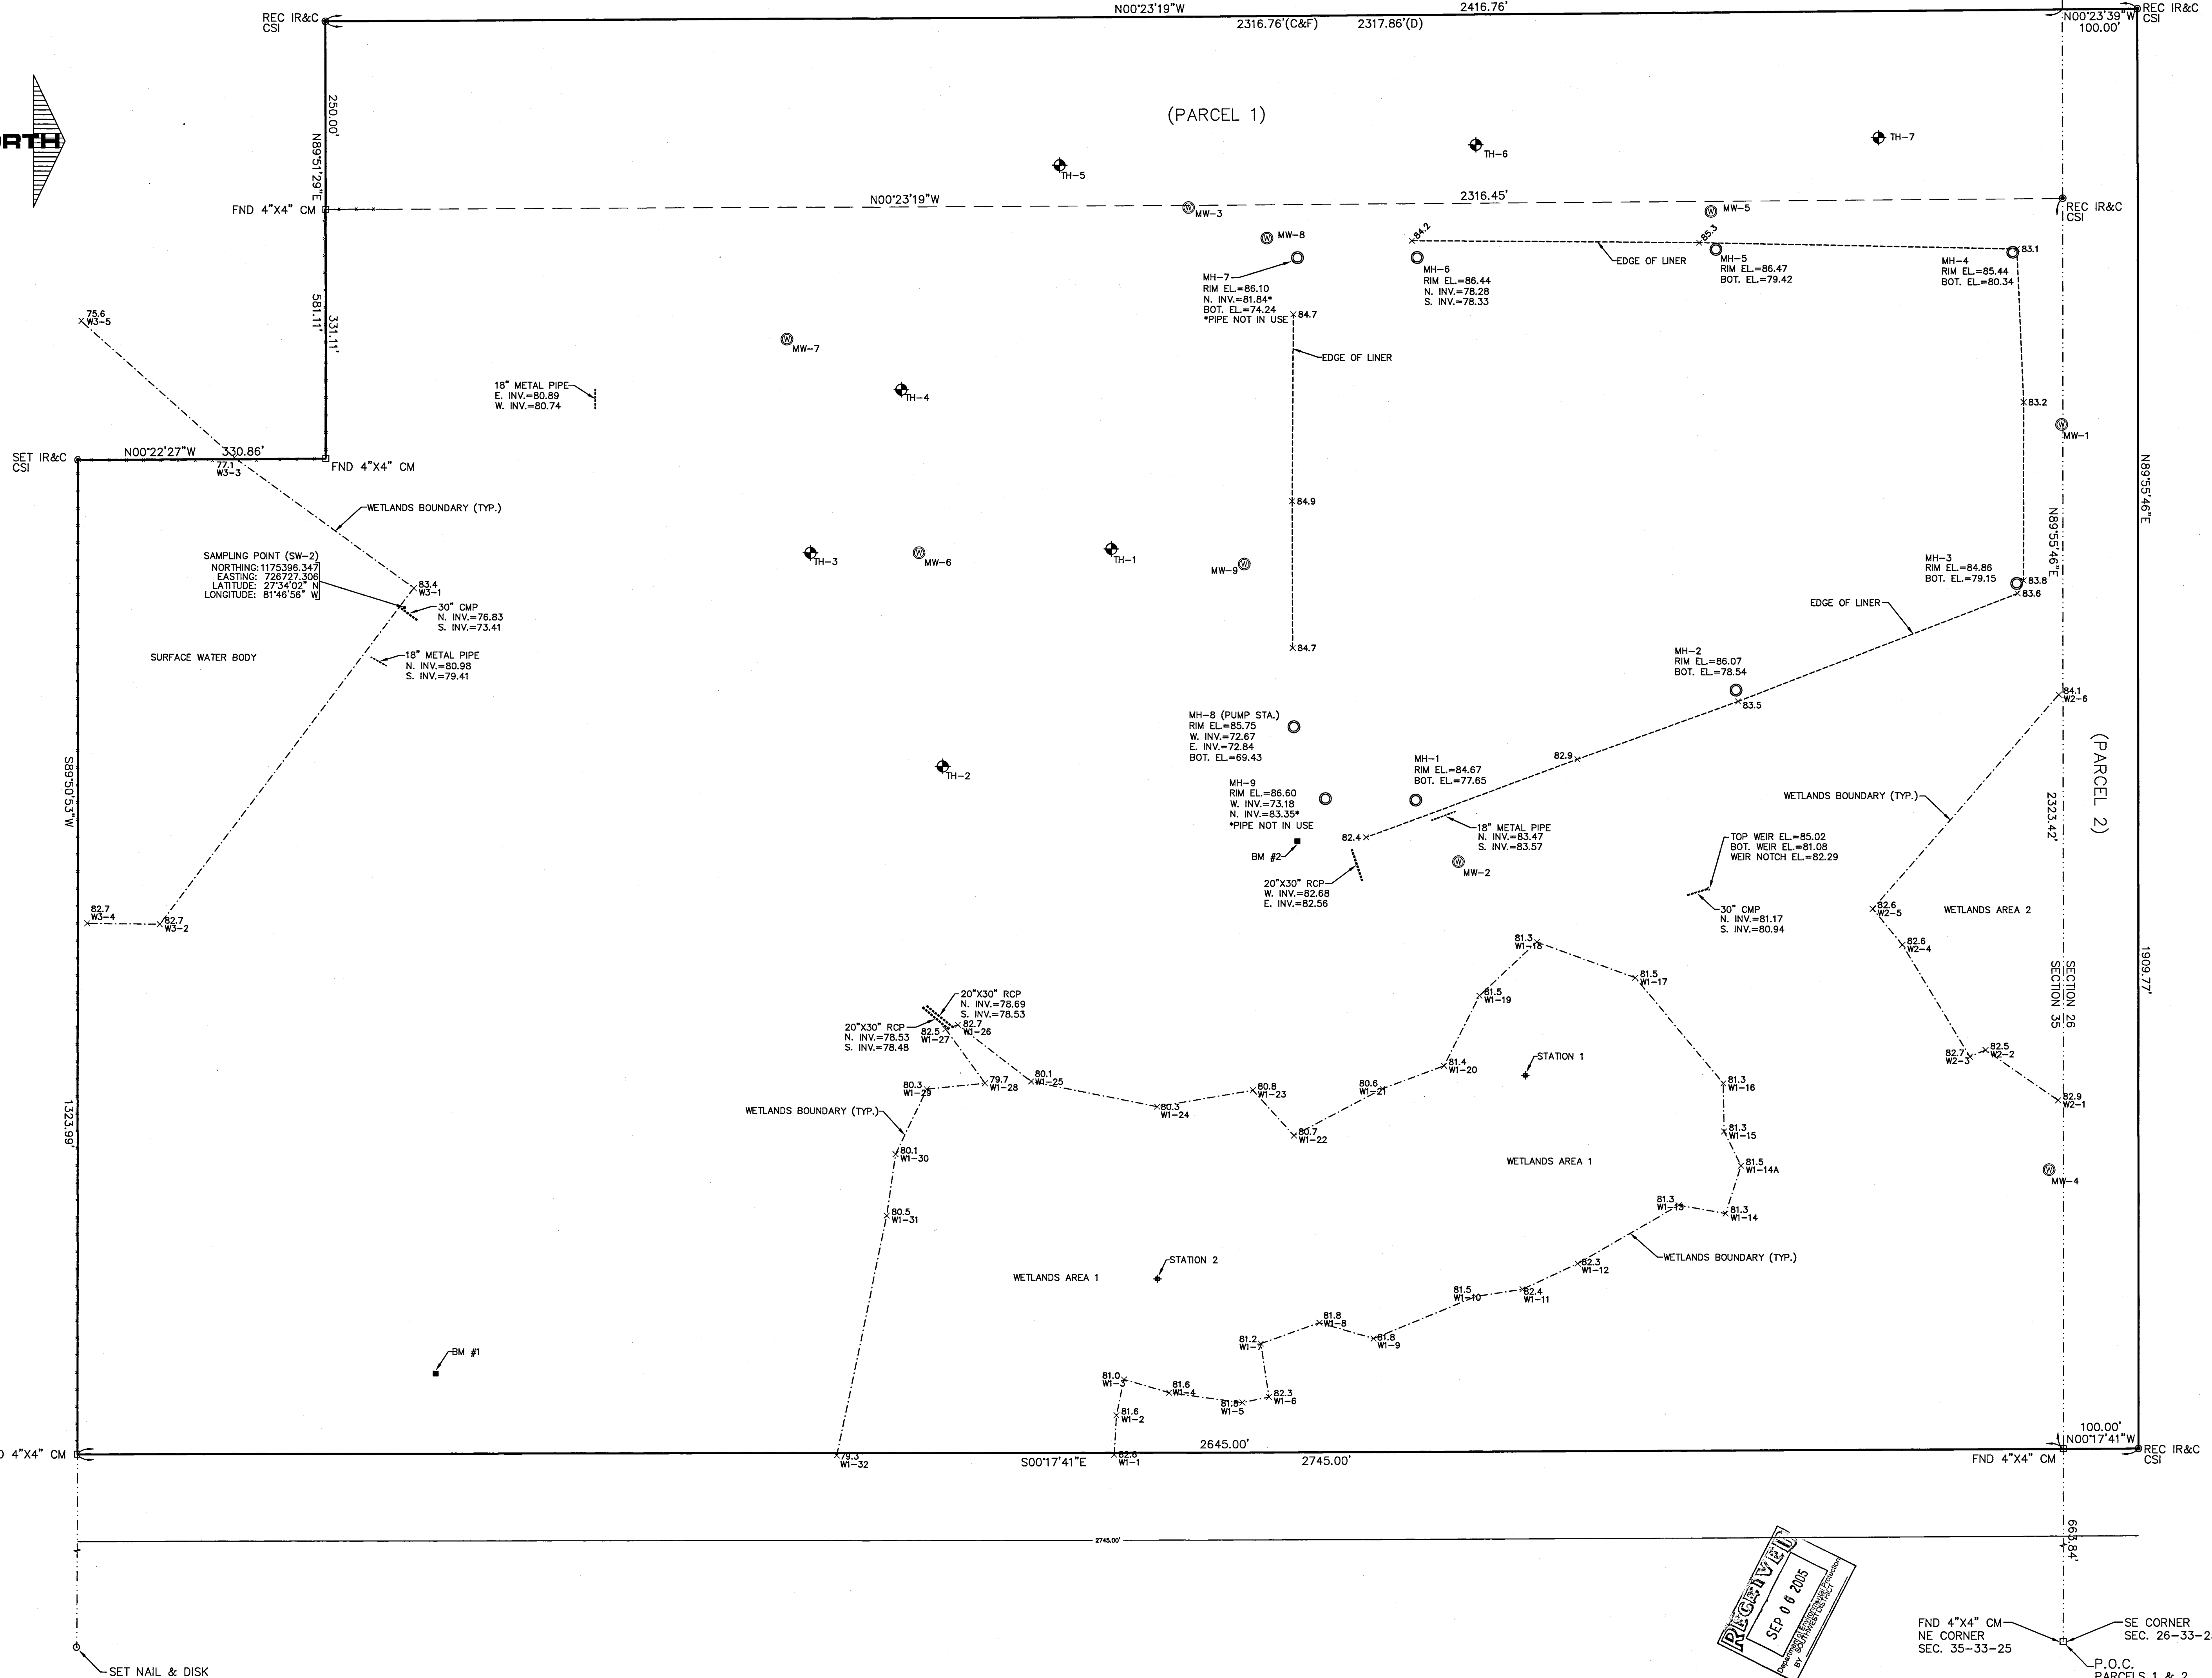 N00°23'19"W
2416.76'
2316.76'(C&F)
2317.86'(D)
REC IR&C
CSI
REC IR&C
CSI
N00°23'39"W
100.00'
(PARCEL 1)
250.00'
N89°51'29"E
TH-5
TH-6
TH-7
FND 4"X4" CM
N00°23'19"W
2316.45'
REC IR&C
CSI
MW-3
MW-8
MW-5
84.2
85.3
83.1
EDGE OF LINER
MH-7
RIM EL.=86.10
N. INV.=81.84*
BOT. EL.=74.24
*PIPE NOT IN USE
MH-6
RIM EL.=86.44
N. INV.=78.28
S. INV.=78.33
MH-5
RIM EL.=86.47
BOT. EL.=79.42
MH-4
RIM EL.=85.44
BOT. EL.=80.34
84.7
EDGE OF LINER
581.11'
331.11'
75.6
W3-5
MW-7
18" METAL PIPE
E. INV.=80.89
W. INV.=80.74
TH-4
83.2
MW-1
SET IR&C
CSI
N00°22'27"W
330.86'
77.1
W3-3
FND 4"X4" CM
N89°55'46"E
N89°55'46"E
WETLANDS BOUNDARY (TYP.)
84.9
SAMPLING POINT (SW-2)
NORTHING:1175396.347
EASTING: 726727.306
LATITUDE: 27°34'02" N
LONGITUDE: 81°46'56" W
83.4
W3-1
30" CMP
N. INV.=76.83
S. INV.=73.41
TH-3
MW-6
TH-1
MW-9
MH-3
RIM EL.=84.86
BOT. EL.=79.15
83.8
83.6
EDGE OF LINER
SURFACE WATER BODY
18" METAL PIPE
N. INV.=80.98
S. INV.=79.41
84.7
MH-2
RIM EL.=86.07
BOT. EL.=78.54
83.5
84.1
W2-6
MH-8 (PUMP STA.)
RIM EL.=85.75
W. INV.=72.67
E. INV.=72.84
BOT. EL.=69.43
TH-2
82.9
MH-1
RIM EL.=84.67
BOT. EL.=77.65
(PARCEL 2)
MH-9
RIM EL.=86.60
W. INV.=73.18
N. INV.=83.35*
*PIPE NOT IN USE
WETLANDS BOUNDARY (TYP.)
2323.42'
S89°50'53"W
82.4
18" METAL PIPE
N. INV.=83.47
S. INV.=83.57
BM #2
TOP WEIR EL.=85.02
BOT. WEIR EL.=81.08
WEIR NOTCH EL.=82.29
MW-2
20"X30" RCP
W. INV.=82.68
E. INV.=82.56
30" CMP
N. INV.=81.17
S. INV.=80.94
82.6
W2-5
WETLANDS AREA 2
82.7
W3-4
82.7
W3-2
81.3
W1-18
82.6
W2-4
SECTION 26
SECTION 35
1909.77'
81.5
W1-17
20"X30" RCP
N. INV.=78.69
S. INV.=78.53
81.5
W1-19
20"X30" RCP
N. INV.=78.53
S. INV.=78.48
82.5
W1-27
82.7
W1-26
82.7
W2-3
82.5
W2-2
STATION 1
81.4
W1-20
80.3
W1-29
79.7
W1-28
80.1
W1-25
80.8
W1-23
80.6
W1-21
81.3
W1-16
82.9
W2-1
WETLANDS BOUNDARY (TYP.)
80.3
W1-24
1323.99'
80.7
W1-22
81.3
W1-15
80.1
W1-30
WETLANDS AREA 1
81.5
W1-14A
MW-4
81.3
W1-13
81.3
W1-14
80.5
W1-31
STATION 2
WETLANDS BOUNDARY (TYP.)
WETLANDS AREA 1
82.3
W1-12
81.5
W1-10
82.4
W1-11
81.8
W1-8
81.2
W1-7
81.8
W1-9
BM #1
81.0
W1-3
81.6
W1-4
81.8
W1-5
82.3
W1-6
81.6
W1-2
4"X4" CM
79.3
W1-32
S00°17'41"E
82.6
W1-1
2645.00'
2745.00'
100.00'
N00°17'41"W
FND 4"X4" CM
REC IR&C
CSI
2745.00'
663.84'
RECEIVED
SEP 06 2005
Department of Environmental Protection
BY SOUTHWEST DISTRICT
FND 4"X4" CM
NE CORNER
SEC. 35-33-25
SE CORNER
SEC. 26-33-2
P.O.C.
PARCELS 1 & 2
SET NAIL & DISK